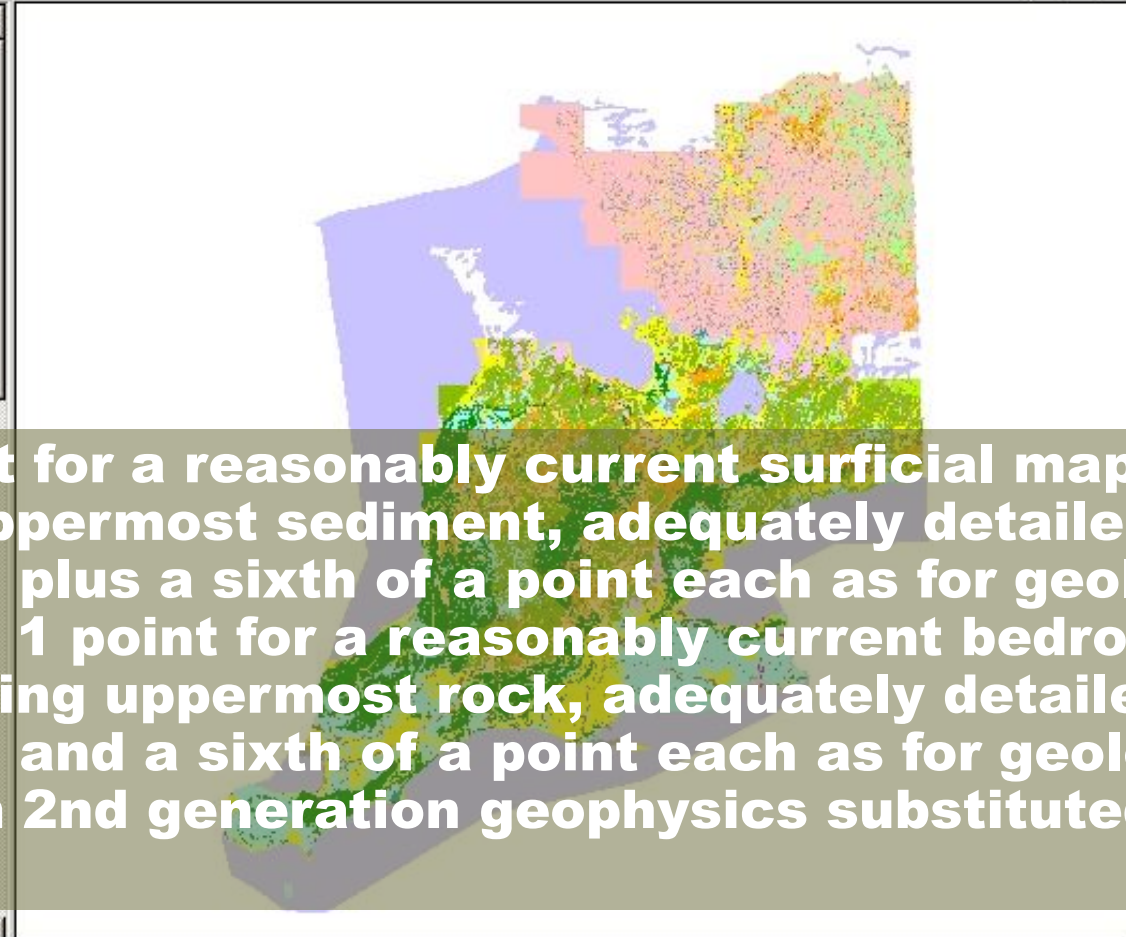 t for a reasonably current surficial map
ppermost sediment, adequately detaile
plus a sixth of a point each as for geol
1 point for a reasonably current bedro
ing uppermost rock, adequately detaile
and a sixth of a point each as for geol
2nd generation geophysics substitute